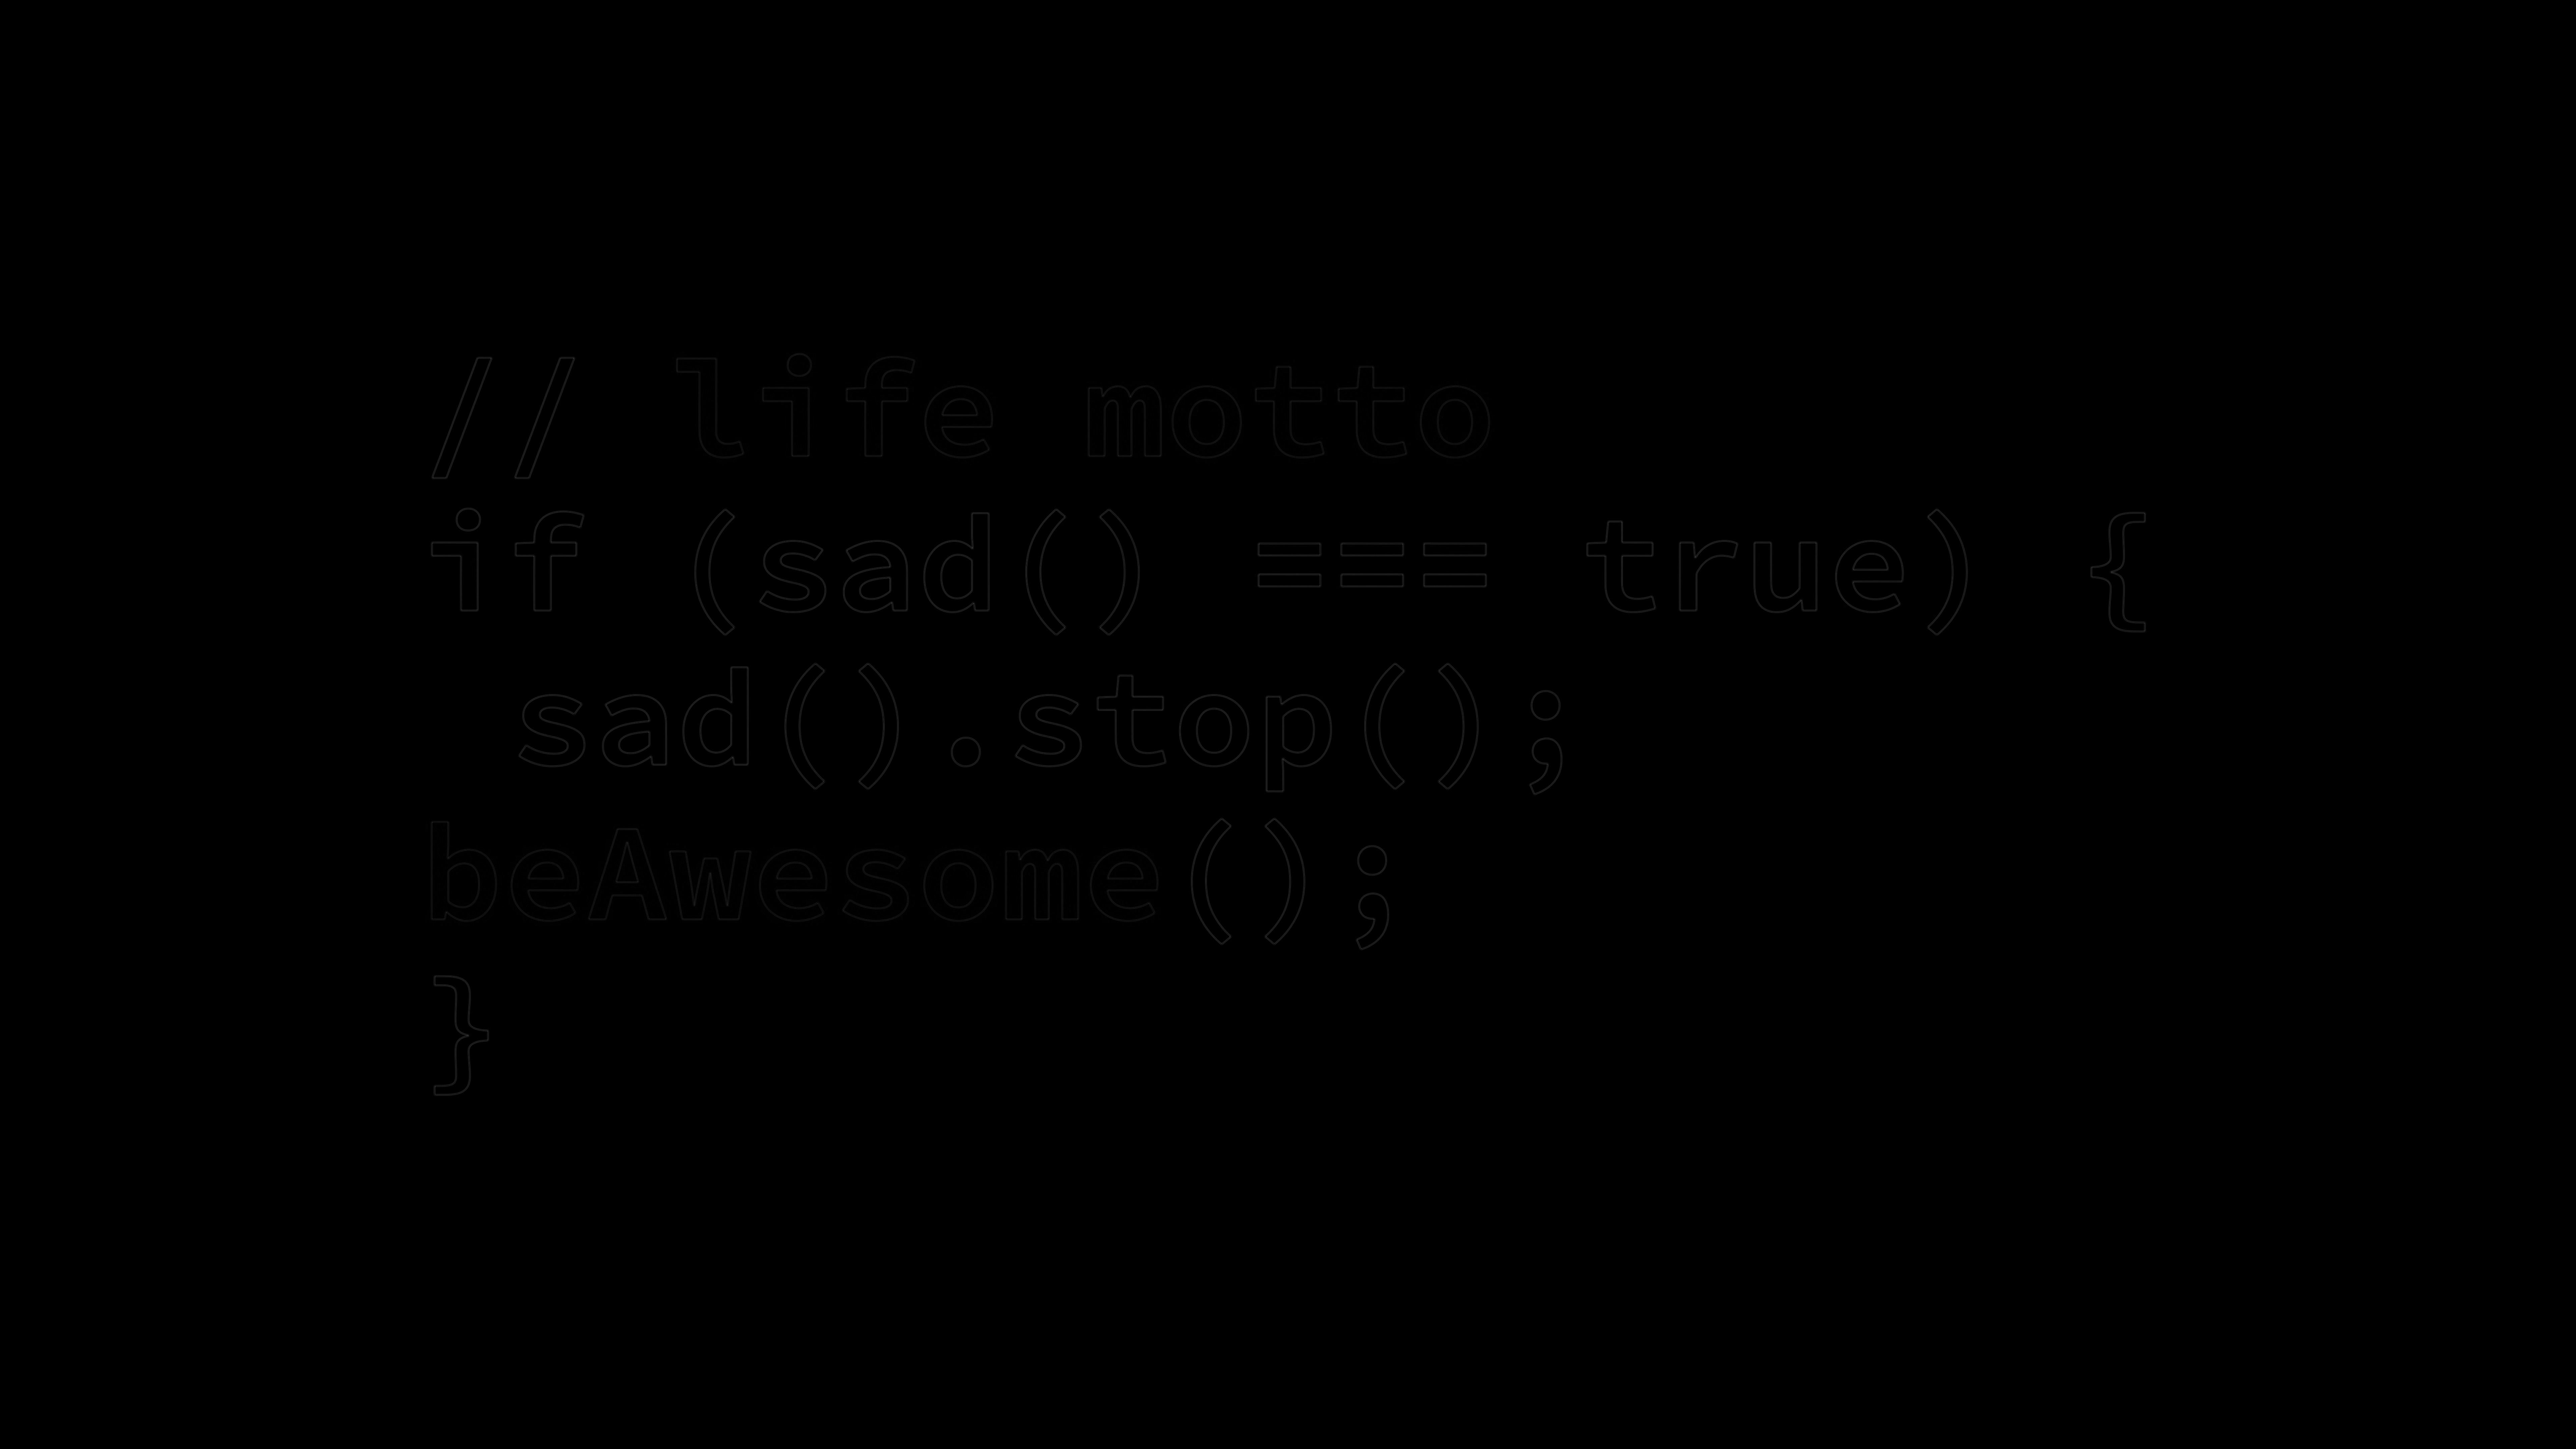 // life motto
if (sad() === true) {
 sad().stop();
beAwesome();
}